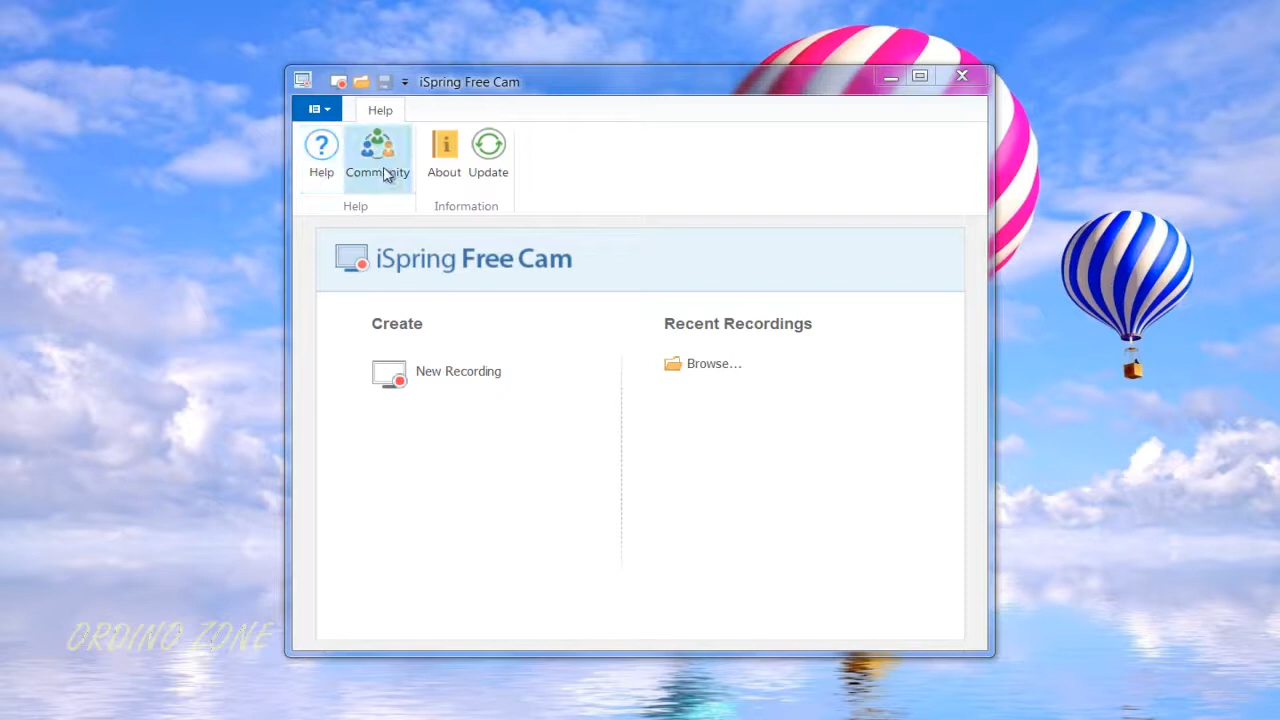 iSpring Free Cam
Help
Help
Community
About
Update
Help
Information
iSpring Free Cam
Create
Recent Recordings
New Recording
Browse...
ORDINO ZONE